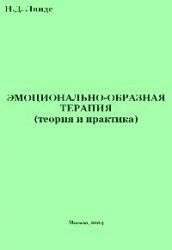 Н.Д. Линде
ЭМОЦИОНАЛЬНО-ОБРАЗНАЯ
ТЕРАПИЯ
(теория и практика)
Москва, 2004